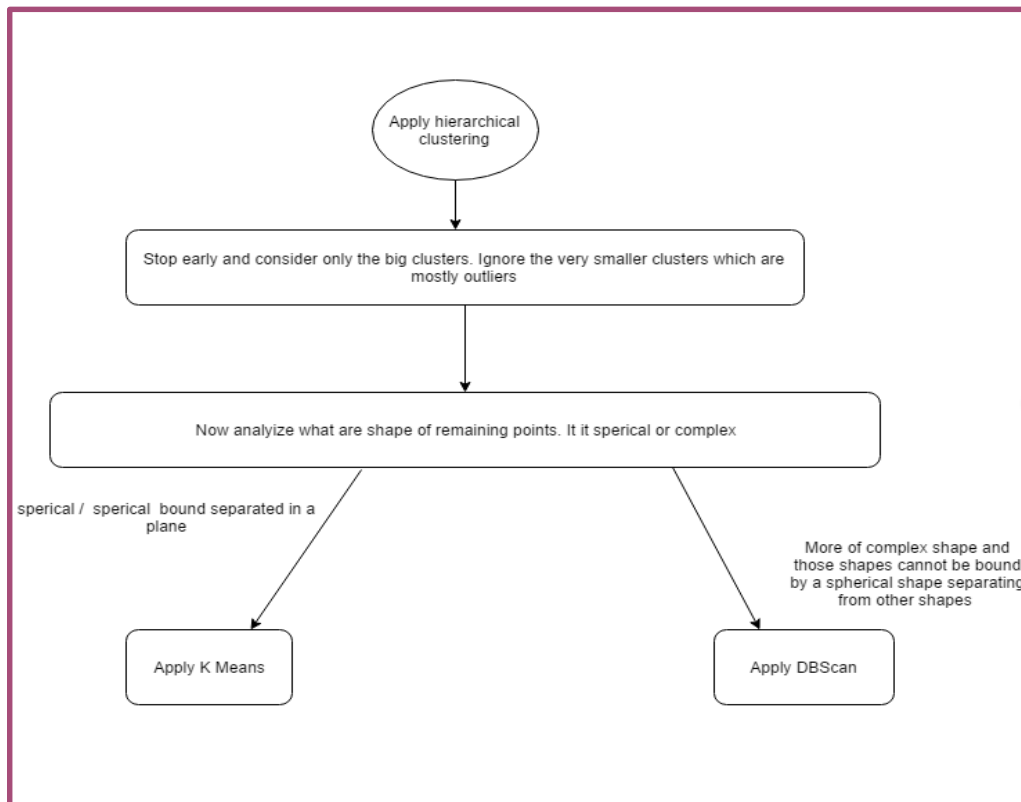 Apply hierarchical
clustering
Stop early and consider only the big clusters. Ignore the very smaller clusters which are
mostly outliers
Now analyize what are shape of remaining points. It it sperical or complex
sperical /  sperical  bound separated in a
plane
More of complex shape and
those shapes cannot be bound
by a spherical shape separating
from other shapes
Apply K Means
Apply DBScan